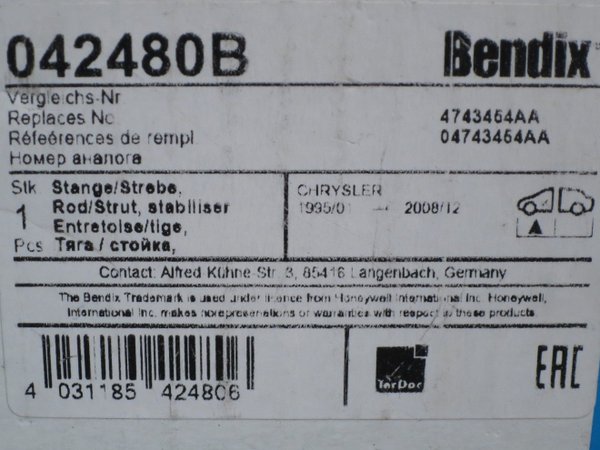 042480B
Bendix
Vergleichs-Nr
Replaces No.
Réfeérences de rempl.
Номер аналога
4743454AA
04743454AA
Stk
1
Pcs
Stange/Strebe,
Rod/Strut, stabiliser
Entretoise/tige,
Тяга / стойка,
CHRYSLER
1995/01 — 2008/12
Contact: Alfred Kühne-Str. 3, 85416 Langenbach, Germany
The Bendix Trademark is used under licence from Honeywell International Inc. Honeywell,
International Inc. makes no representations or warranties with respect to these products.
4 031185 424806
TecDoc
EAC